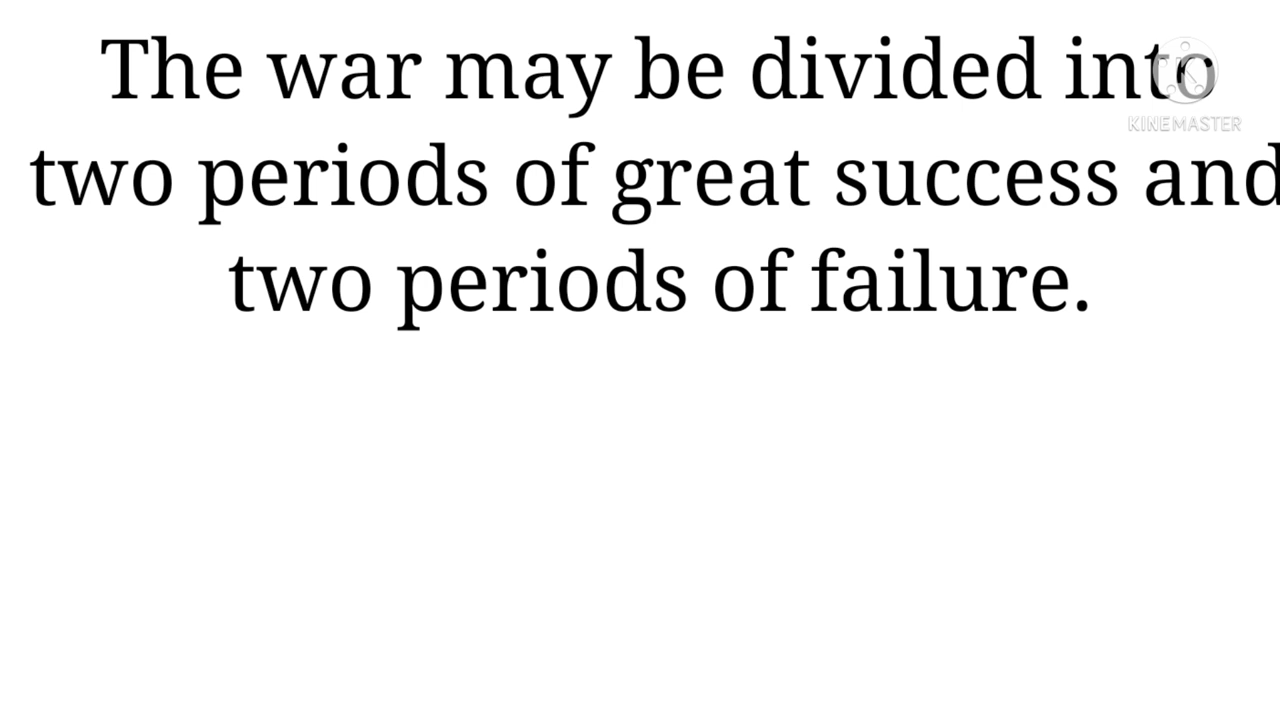 The war may be divided into
two periods of great success and
two periods of failure.
KINEMASTER